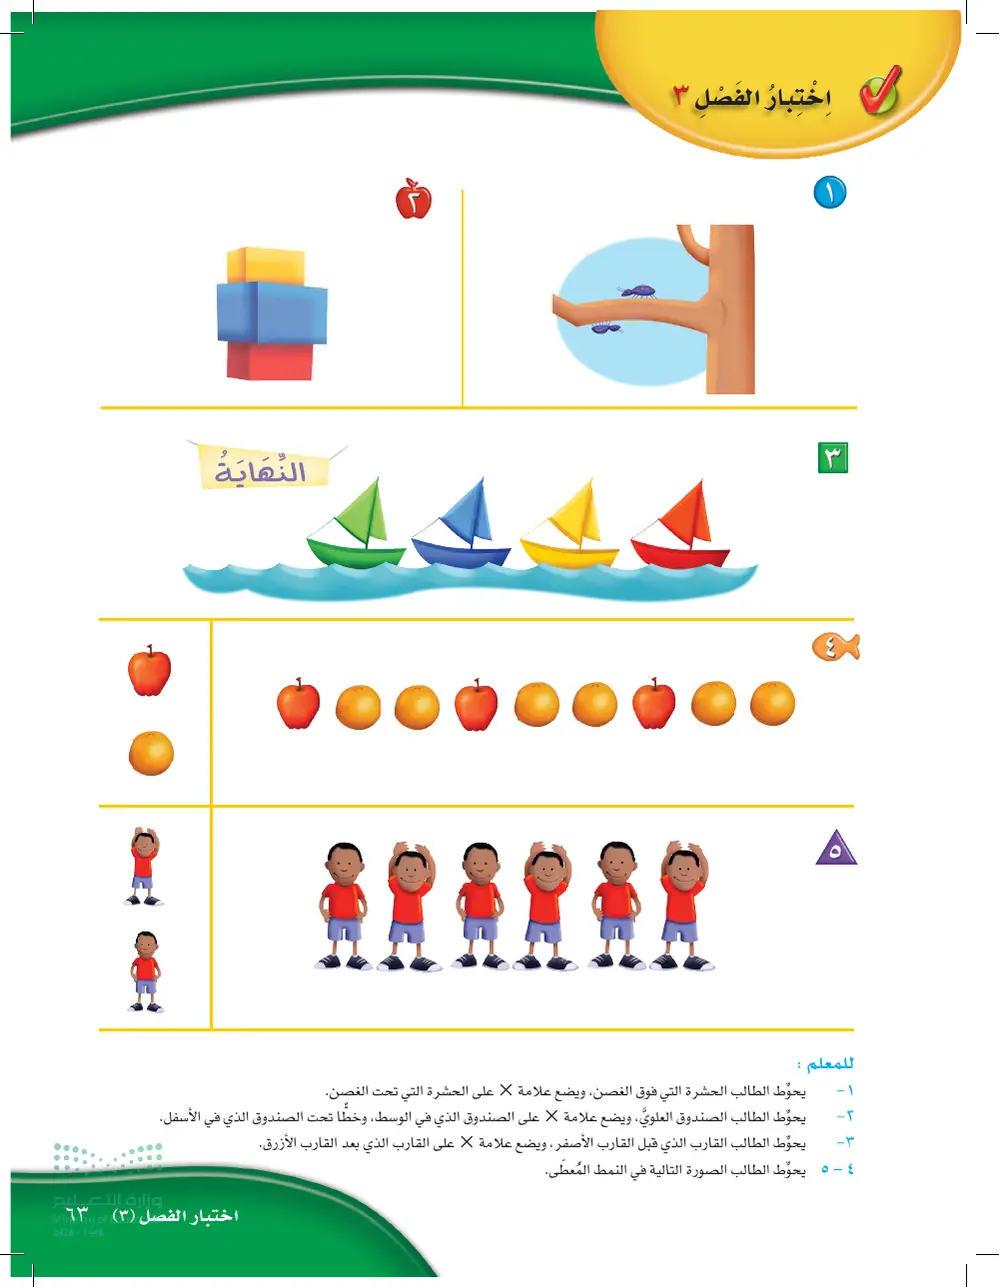 اِخْتِبارُ الفَصْلِ ٣
١
٢
٣
النِّهَايَةُ
٤
٥
للمعلم :
١- يحوِّط الطالب الحشرة التي فوق الغصن، ويضع علامة × على الحشرة التي تحت الغصن.
٢- يحوِّط الطالب الصندوق العلويَّ، ويضع علامة × على الصندوق الذي في الوسط، وخطًّا تحت الصندوق الذي في الأسفل.
٣- يحوِّط الطالب القارب الذي قبل القارب الأصفر، ويضع علامة × على القارب الذي بعد القارب الأزرق.
٤ - ٥ يحوِّط الطالب الصورة التالية في النمط المُعطَى.
وزارة التعليم
Ministry of Education
اختبار الفصل (٣) ٦٣